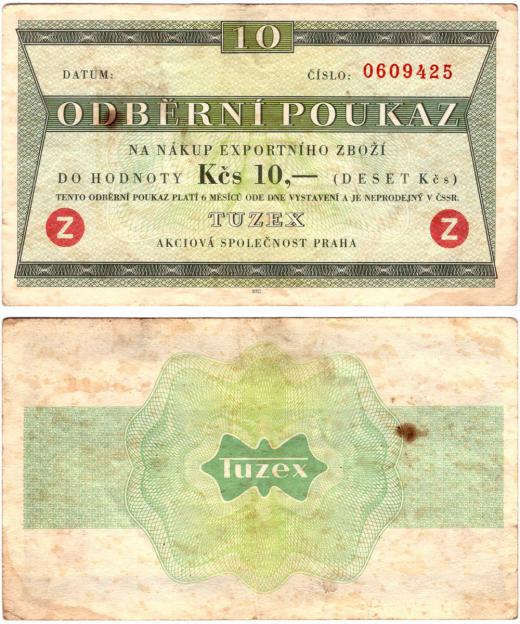 10
DATUM: ČÍSLO: 0609425
ODBĚRNÍ POUKAZ
NA NÁKUP EXPORTNÍHO ZBOŽÍ
DO HODNOTY Kčs 10,— (DESET Kčs)
TENTO ODBĚRNÍ POUKAZ PLATÍ 6 MĚSÍCŮ ODE DNE VYSTAVENÍ A JE NEPRODEJNÝ V ČSSR.
Z TUZEX Z
AKCIOVÁ SPOLEČNOST PRAHA
Tuzex